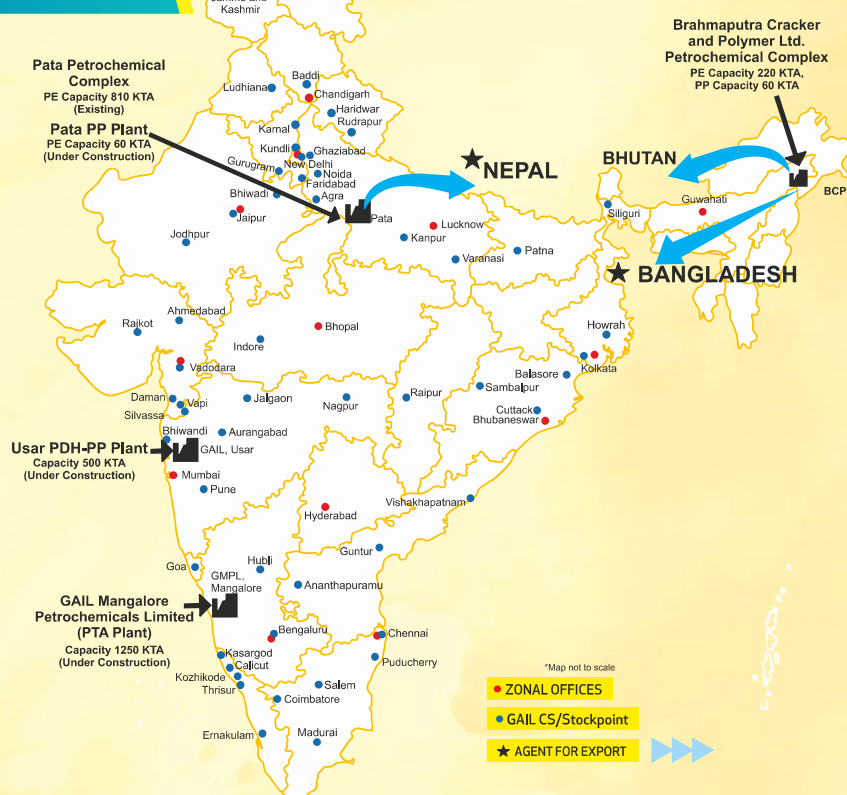 Jammu and
Kashmir
Brahmaputra Cracker
and Polymer Ltd.
Petrochemical Complex
PE Capacity 220 KTA,
PP Capacity 60 KTA
Pata Petrochemical
Complex
PE Capacity 810 KTA
(Existing)
Pata PP Plant
PE Capacity 60 KTA
(Under Construction)
Baddi
Ludhiana
Chandigarh
Haridwar
Rudrapur
Karnal
Kundli
Ghaziabad
New Delhi
Gurugram
Noida
Faridabad
Bhiwadi
Agra
Jaipur
Pata
Jodhpur
Lucknow
Kanpur
Varanasi
Patna
NEPAL
BHUTAN
BCP
Guwahati
Siliguri
BANGLADESH
Ahmedabad
Rajkot
Bhopal
Indore
Vadodara
Howrah
Kolkata
Balasore
Sambalpur
Raipur
Daman
Vapi
Silvassa
Jalgaon
Nagpur
Cuttack
Bhubaneswar
Bhiwandi
Aurangabad
Usar PDH-PP Plant
Capacity 500 KTA
(Under Construction)
GAIL, Usar
Mumbai
Pune
Hyderabad
Vishakhapatnam
Guntur
Goa
Hubli
GMPL,
Mangalore
Ananthapuramu
GAIL Mangalore
Petrochemicals Limited
(PTA Plant)
Capacity 1250 KTA
(Under Construction)
Bengaluru
Chennai
Kasargod
Calicut
Kozhikode
Thrisur
Puducherry
Salem
Coimbatore
Ernakulam
Madurai
*Map not to scale
ZONAL OFFICES
GAIL CS/Stockpoint
AGENT FOR EXPORT